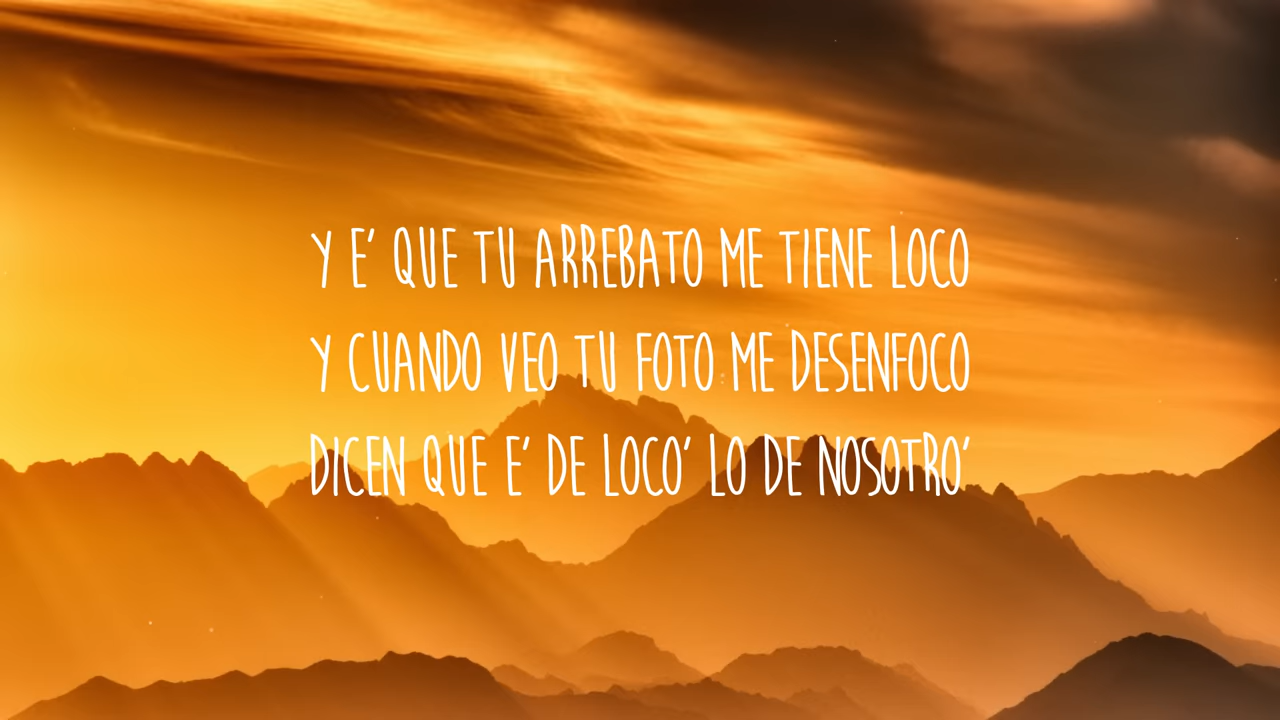 Y E' QUE TU ARREBATO ME TIENE LOCO
Y CUANDO VEO TU FOTO ME DESENFOCO
DICEN QUE E' DE LOCO' LO DE NOSOTRO'